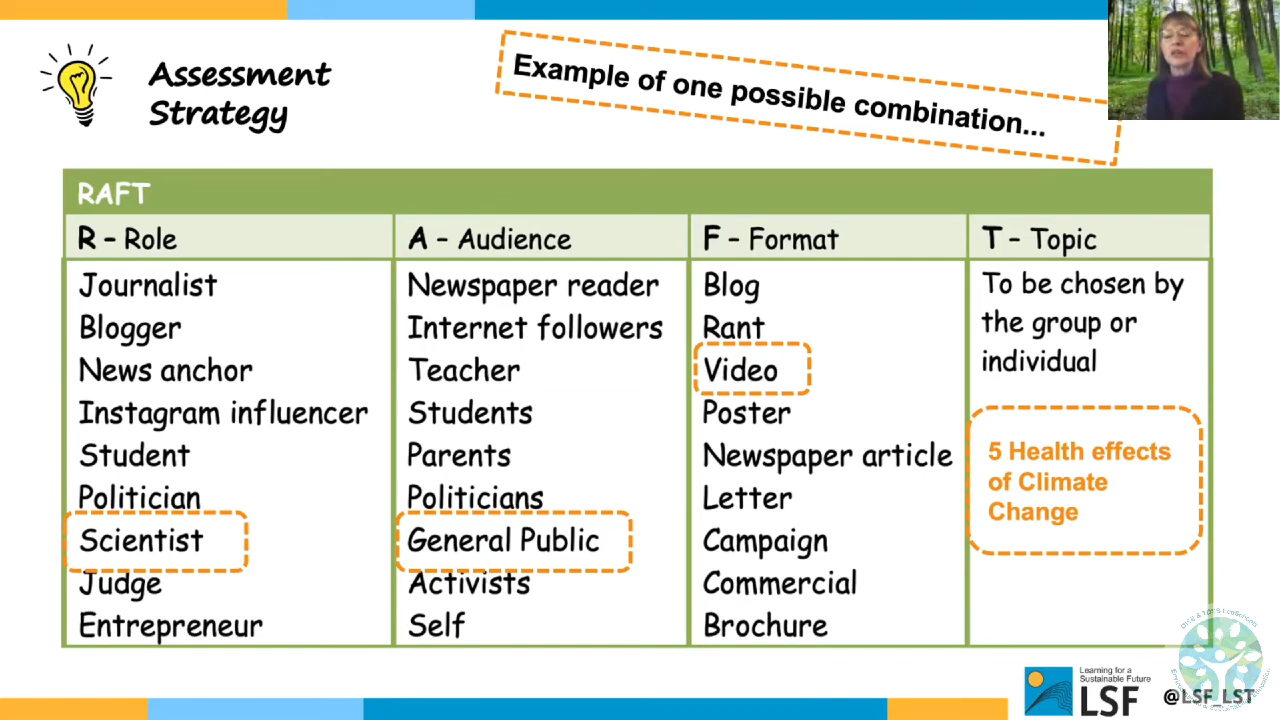 Assessment
Strategy
Example of one possible combination...
RAFT
R – Role
A – Audience
F – Format
T – Topic
Journalist
Newspaper reader
Blog
To be chosen by
the group or
individual
Blogger
Internet followers
Rant
News anchor
Teacher
Video
Instagram influencer
Students
Poster
Student
Parents
Newspaper article
5 Health effects
of Climate
Change
Politician
Politicians
Letter
Scientist
General Public
Campaign
Judge
Activists
Commercial
Entrepreneur
Self
Brochure
Learning for a
Sustainable Future
LSF
@LSF_LST